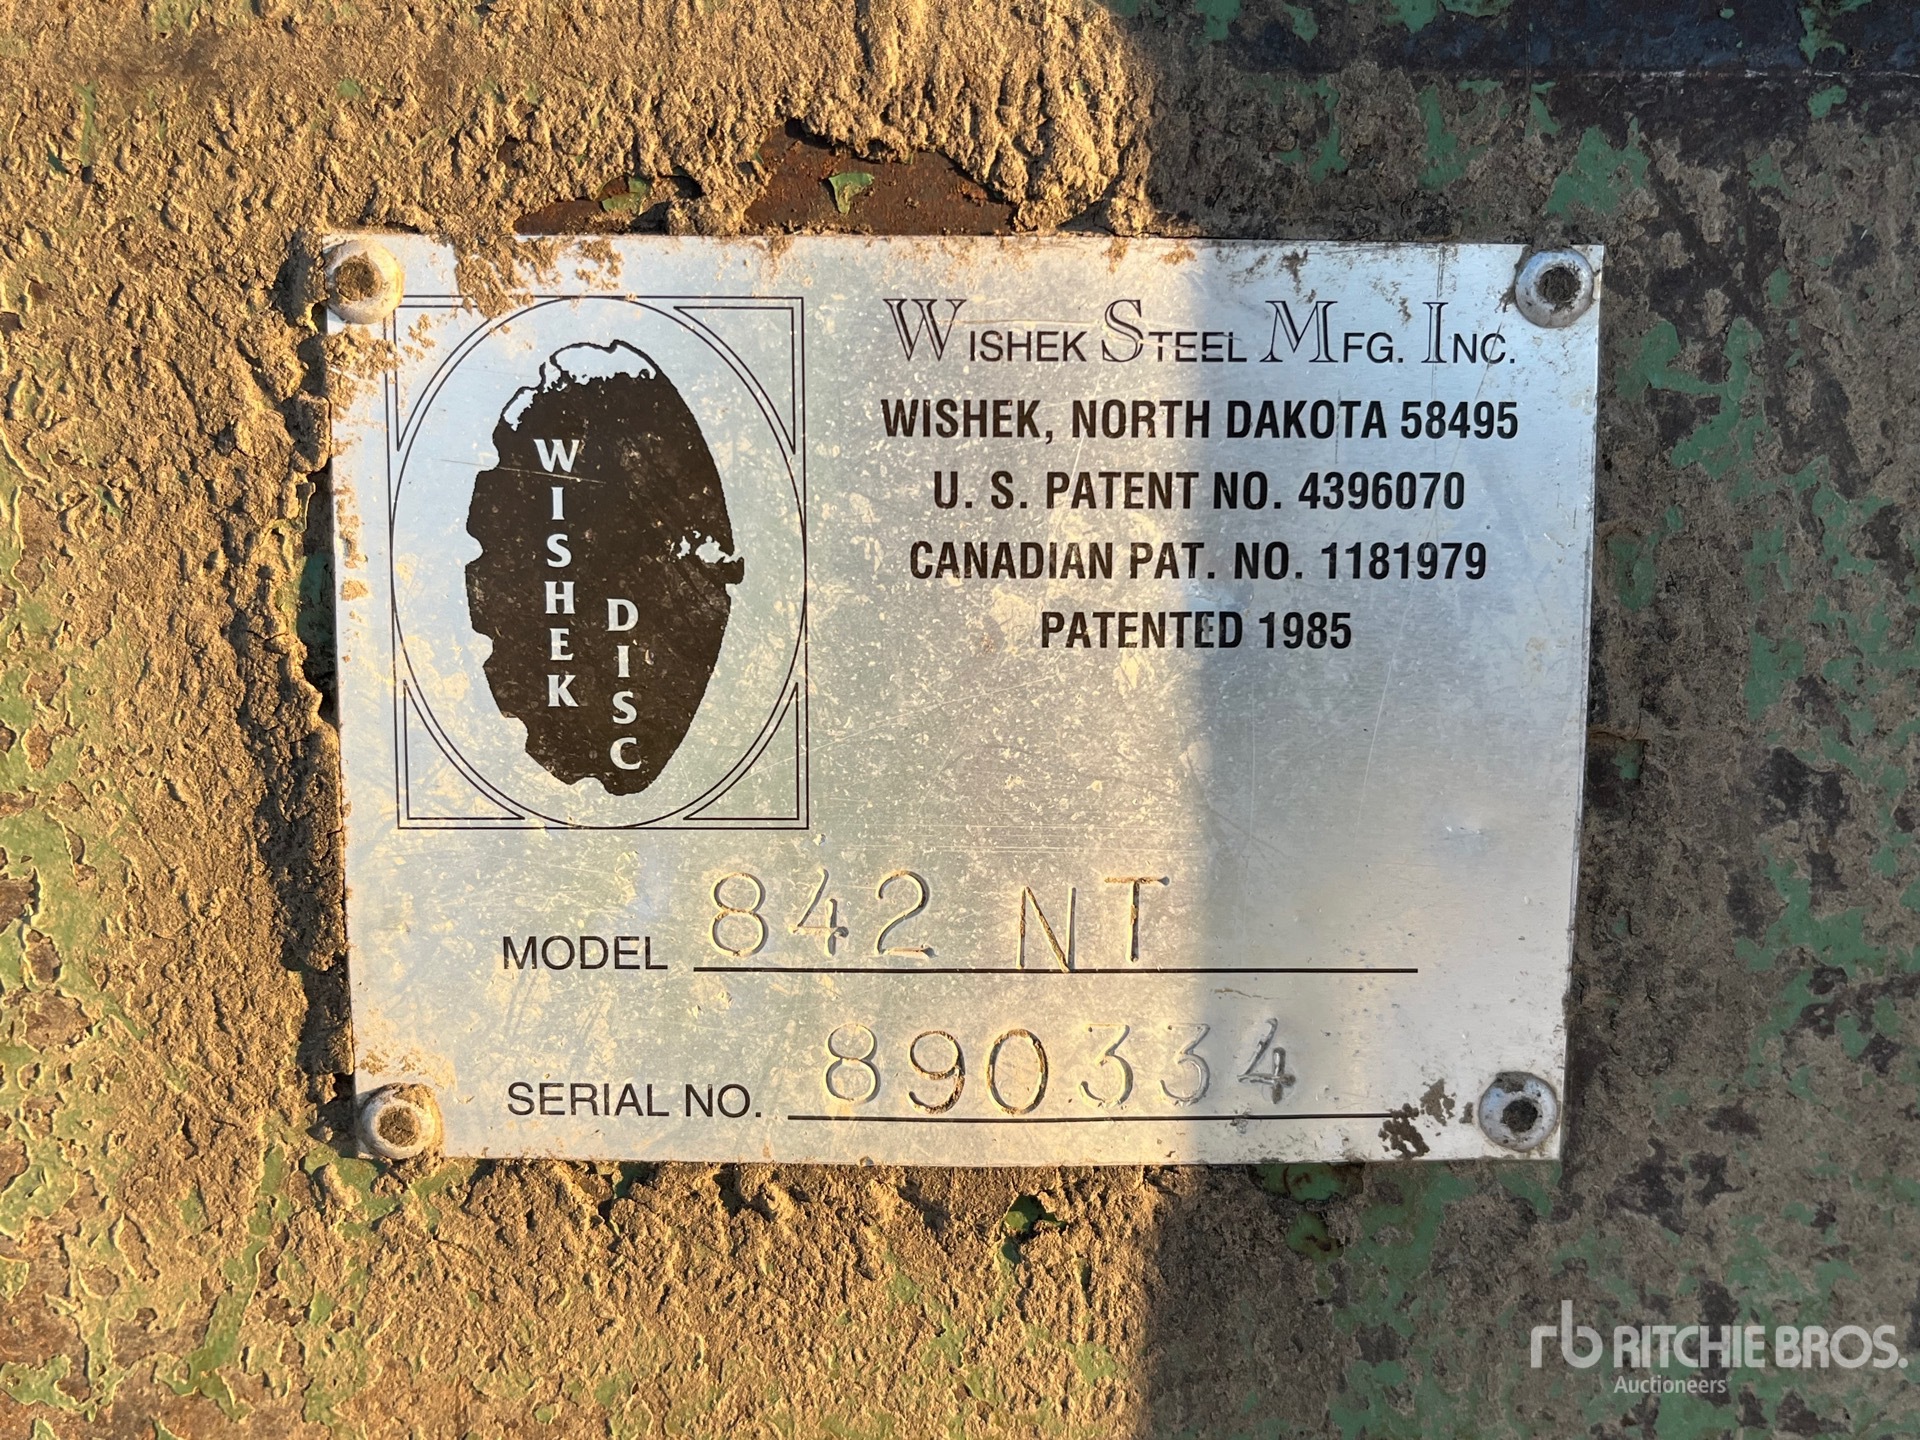 WISHEK
DISC
WISHEK STEEL MFG. INC.
WISHEK, NORTH DAKOTA 58495
U. S. PATENT NO. 4396070
CANADIAN PAT. NO. 1181979
PATENTED 1985
MODEL 842 NT
SERIAL NO. 890334
rb RITCHIE BROS.
Auctioneers